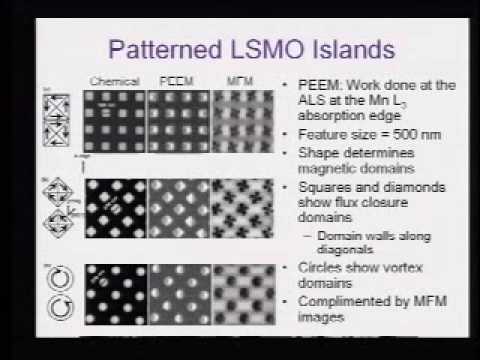 Patterned LSMO Islands
Chemical PEEM MFM
• PEEM: Work done at the
ALS at the Mn L3
absorption edge
• Feature size = 500 nm
• Shape determines
magnetic domains
• Squares and diamonds
show flux closure
domains
– Domain walls along
diagonals
• Circles show vortex
domains
• Complimented by MFM
images